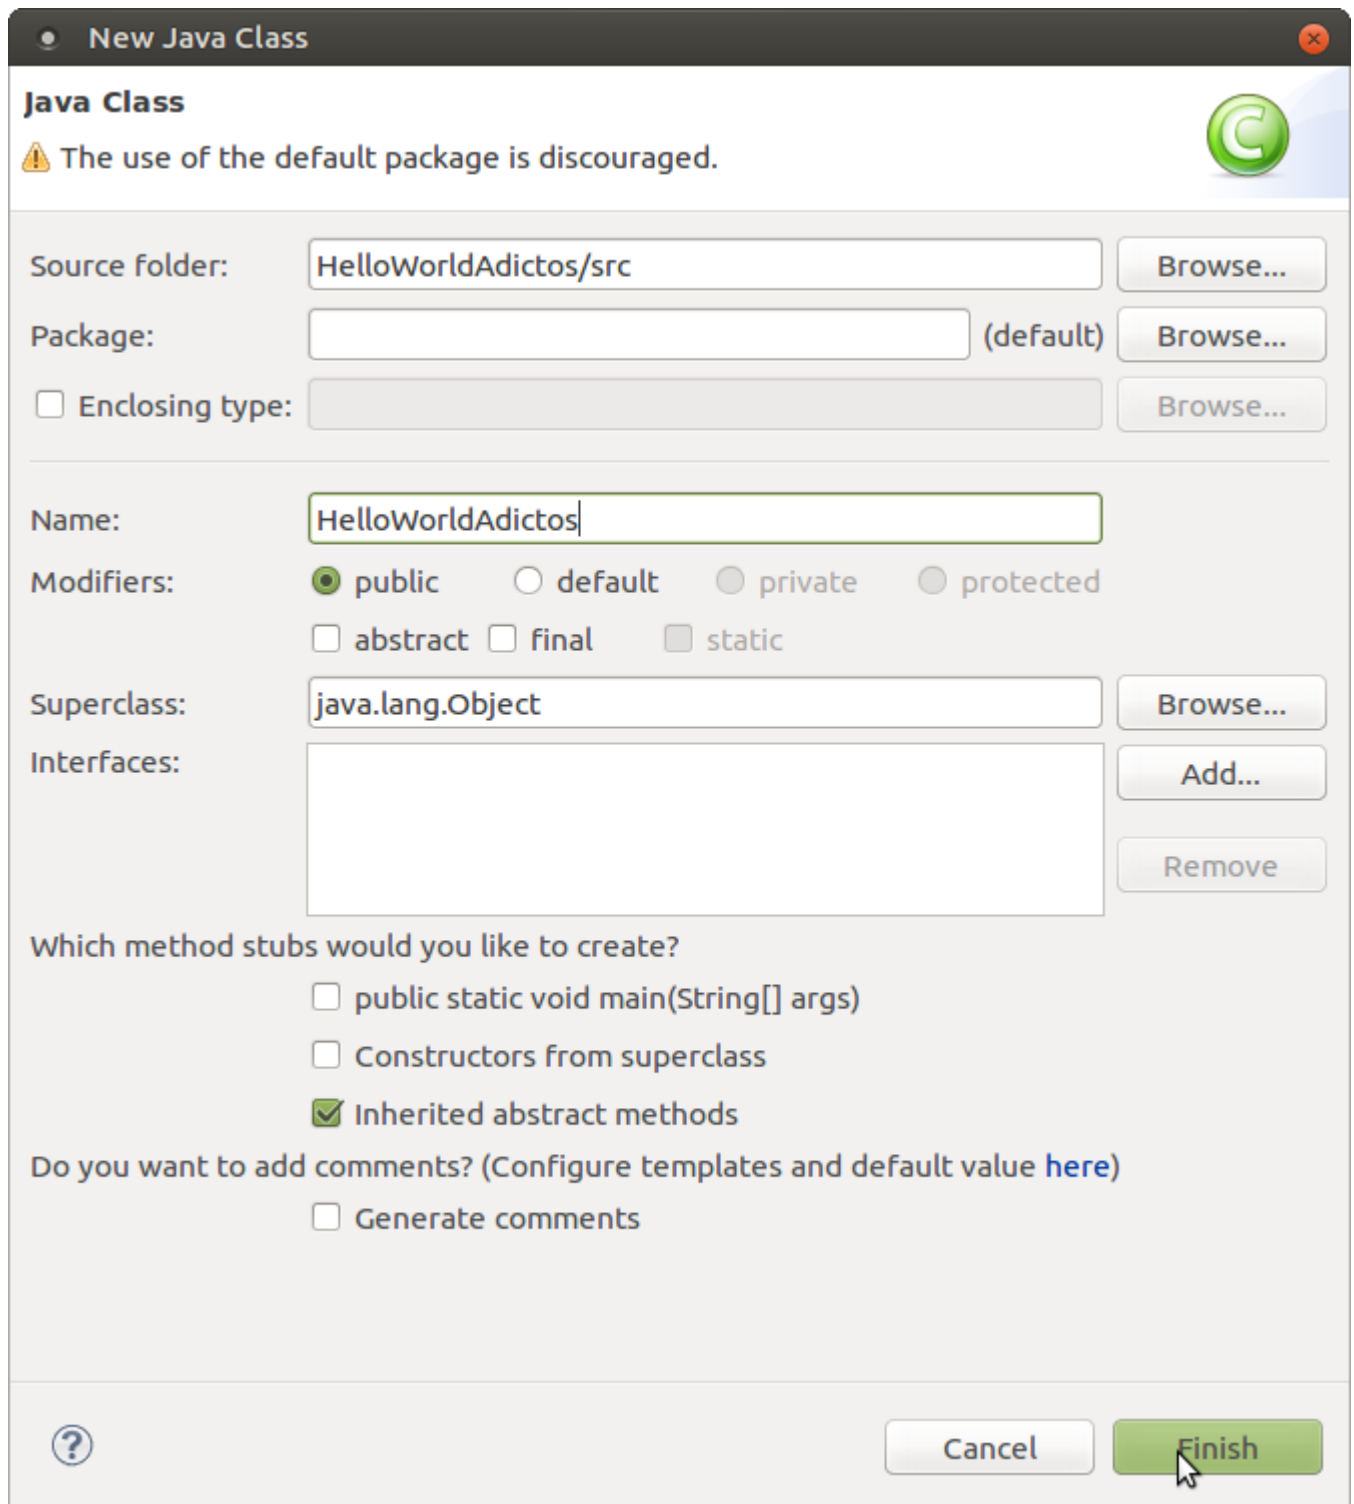 New Java Class
Java Class
The use of the default package is discouraged.
Source folder: HelloWorldAdictos/src Browse...
Package: (default) Browse...
Enclosing type: Browse...
Name: HelloWorldAdictos
Modifiers: public default private protected
abstract final static
Superclass: java.lang.Object Browse...
Interfaces: Add...
Remove
Which method stubs would you like to create?
public static void main(String[] args)
Constructors from superclass
Inherited abstract methods
Do you want to add comments? (Configure templates and default value here)
Generate comments
Cancel Finish